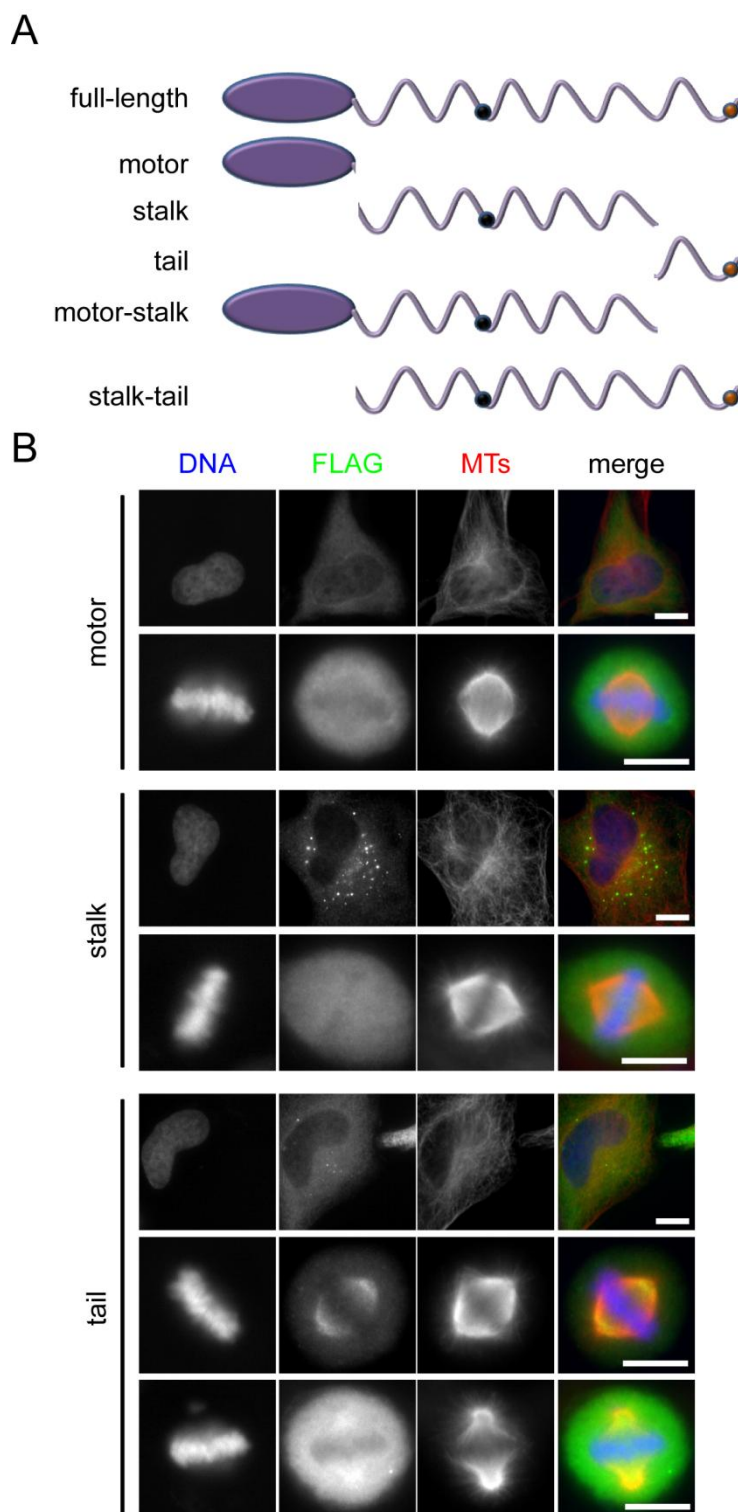 A
full-length
motor
stalk
tail
motor-stalk
stalk-tail
B
DNA FLAG MTs merge
motor
stalk
tail